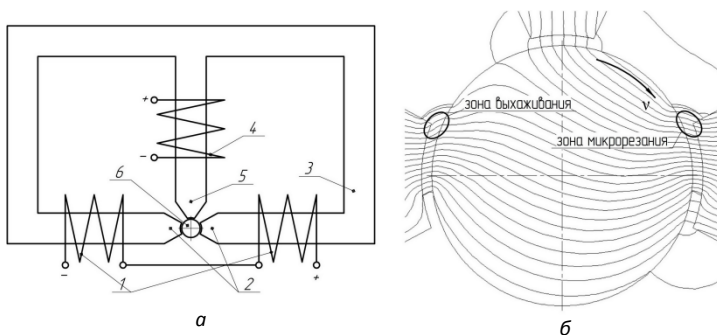 +
−
4
6
5
3
−
1
2
+
а
зона выхаживания
v
зона микрорезания
б